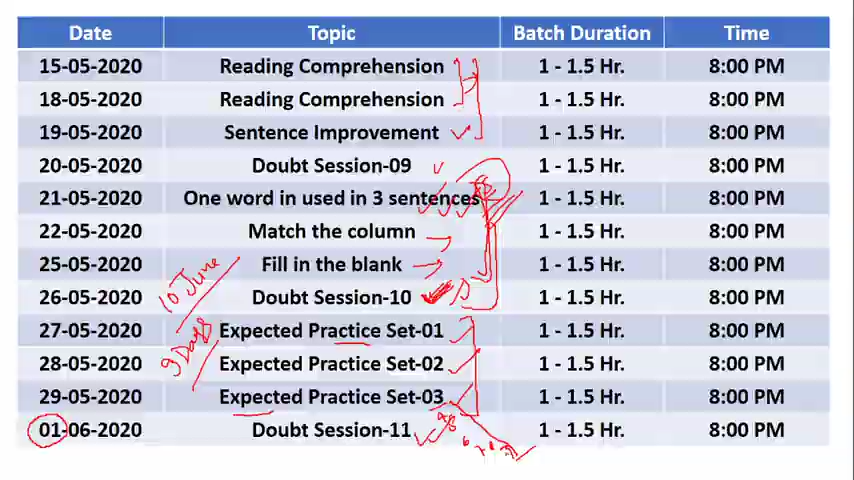 Date Topic Batch Duration Time
15-05-2020 Reading Comprehension 1 - 1.5 Hr. 8:00 PM
18-05-2020 Reading Comprehension 1 - 1.5 Hr. 8:00 PM
19-05-2020 Sentence Improvement 1 - 1.5 Hr. 8:00 PM
20-05-2020 Doubt Session-09 1 - 1.5 Hr. 8:00 PM
21-05-2020 One word in used in 3 sentences 1 - 1.5 Hr. 8:00 PM
22-05-2020 Match the column 1 - 1.5 Hr. 8:00 PM
25-05-2020 Fill in the blank 1 - 1.5 Hr. 8:00 PM
26-05-2020 Doubt Session-10 1 - 1.5 Hr. 8:00 PM
10 June
27-05-2020 Expected Practice Set-01 1 - 1.5 Hr. 8:00 PM
9 Days
28-05-2020 Expected Practice Set-02 1 - 1.5 Hr. 8:00 PM
29-05-2020 Expected Practice Set-03 1 - 1.5 Hr. 8:00 PM
01-06-2020 Doubt Session-11 1 - 1.5 Hr. 8:00 PM